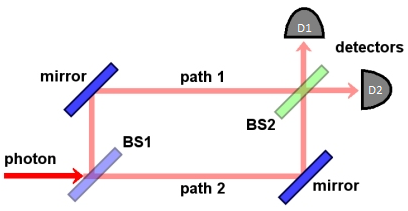 D1
detectors
mirror
path 1
D2
BS2
BS1
photon
path 2
mirror